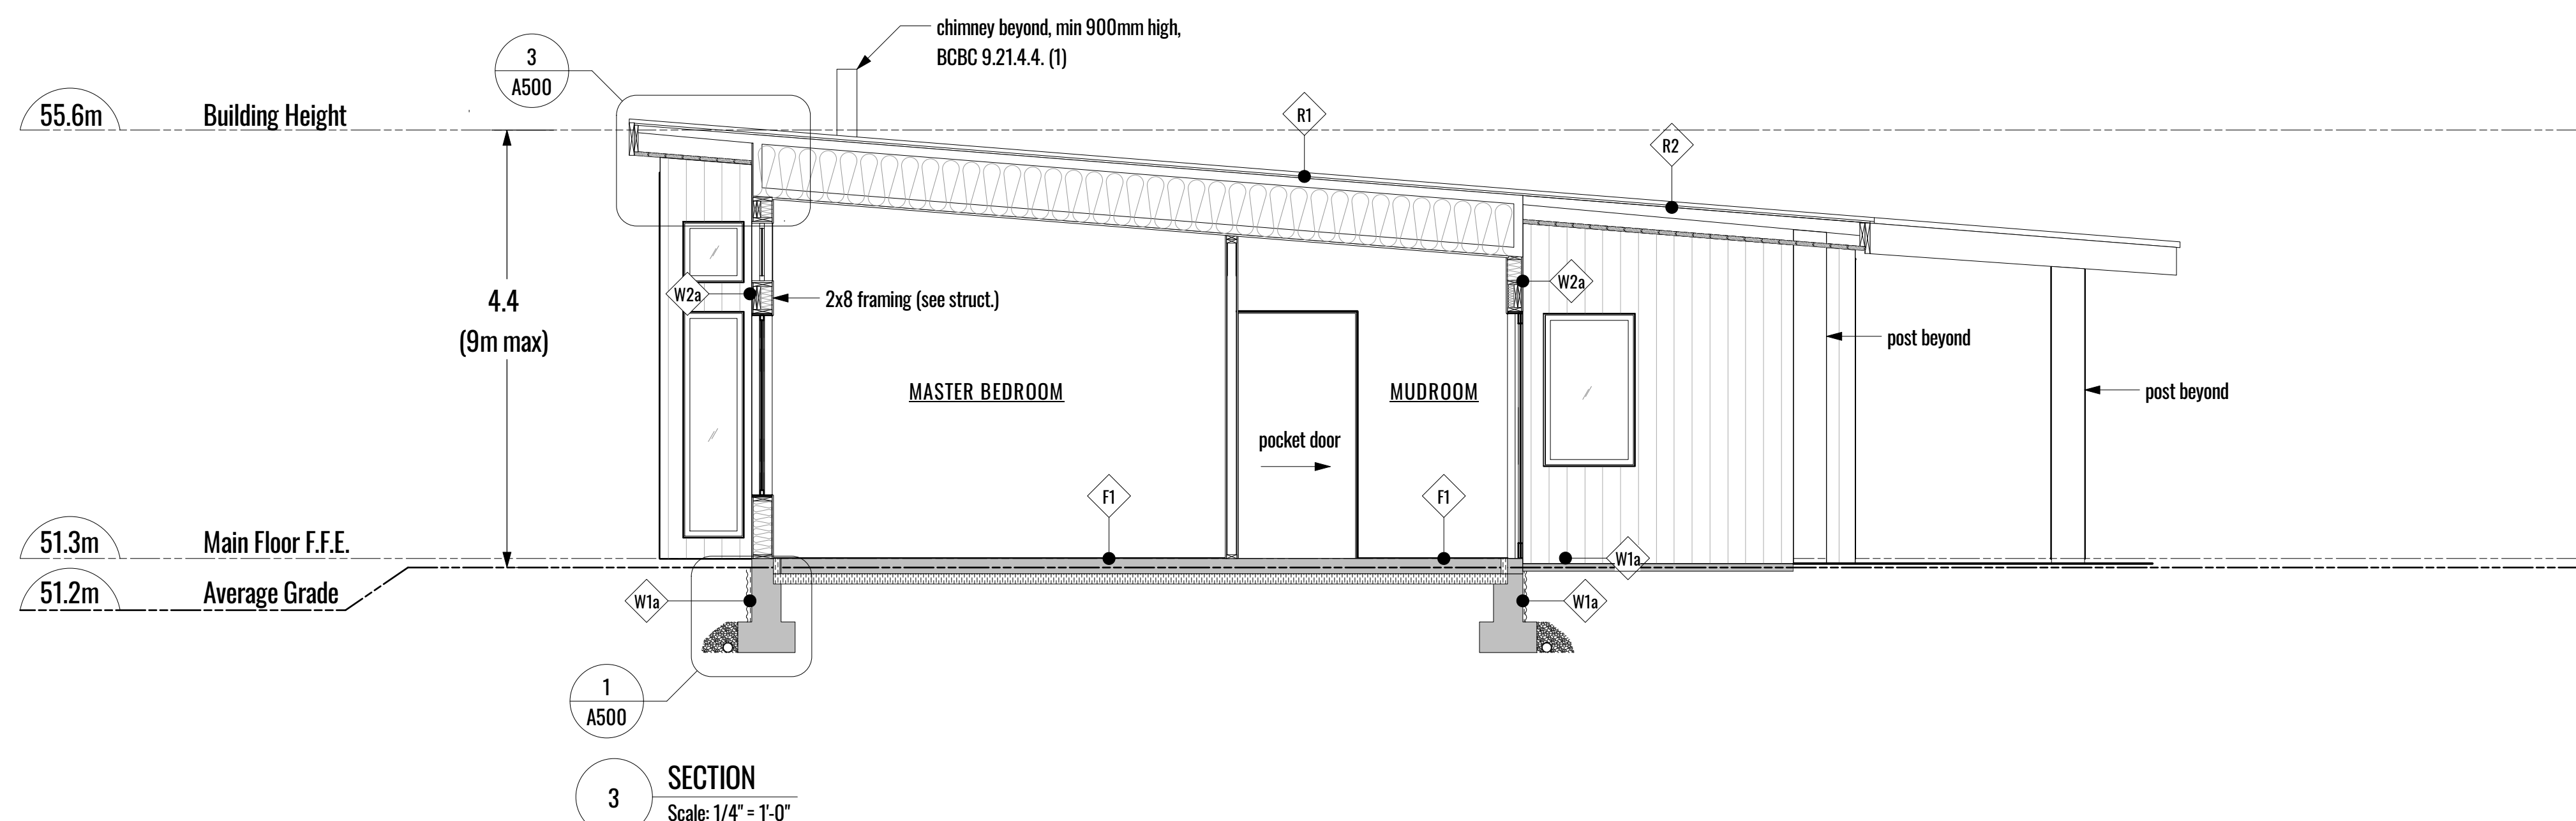 chimney beyond, min 900mm high,
BCBC 9.21.4.4. (1)
3
A500
55.6m
Building Height
R1
R2
4.4
(9m max)
W2a
2x8 framing (see struct.)
W2a
post beyond
post beyond
MASTER BEDROOM
MUDROOM
pocket door
F1
F1
51.3m
Main Floor F.F.E.
W1a
51.2m
Average Grade
W1a
W1a
1
A500
3
SECTION
Scale: 1/4" = 1'-0"